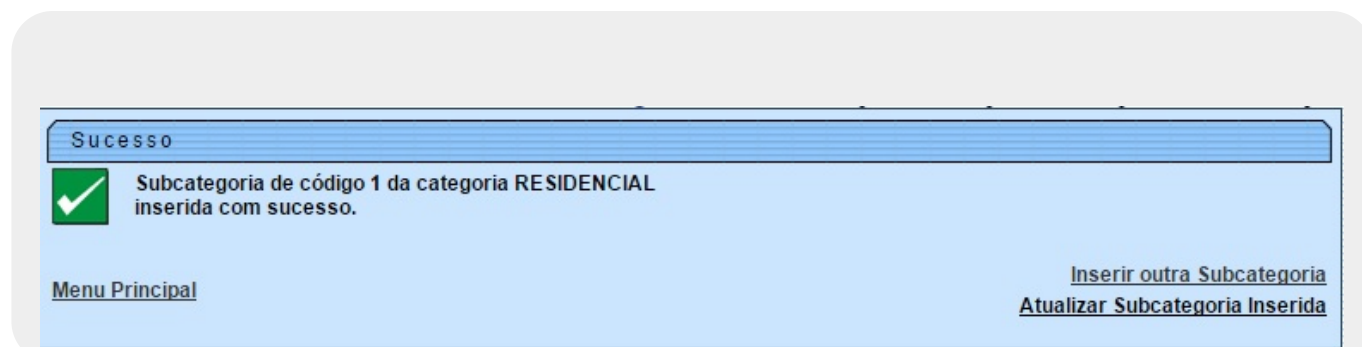 Sucesso
Subcategoria de código 1 da categoria RESIDENCIAL
inserida com sucesso.
Inserir outra Subcategoria
Menu Principal
Atualizar Subcategoria Inserida